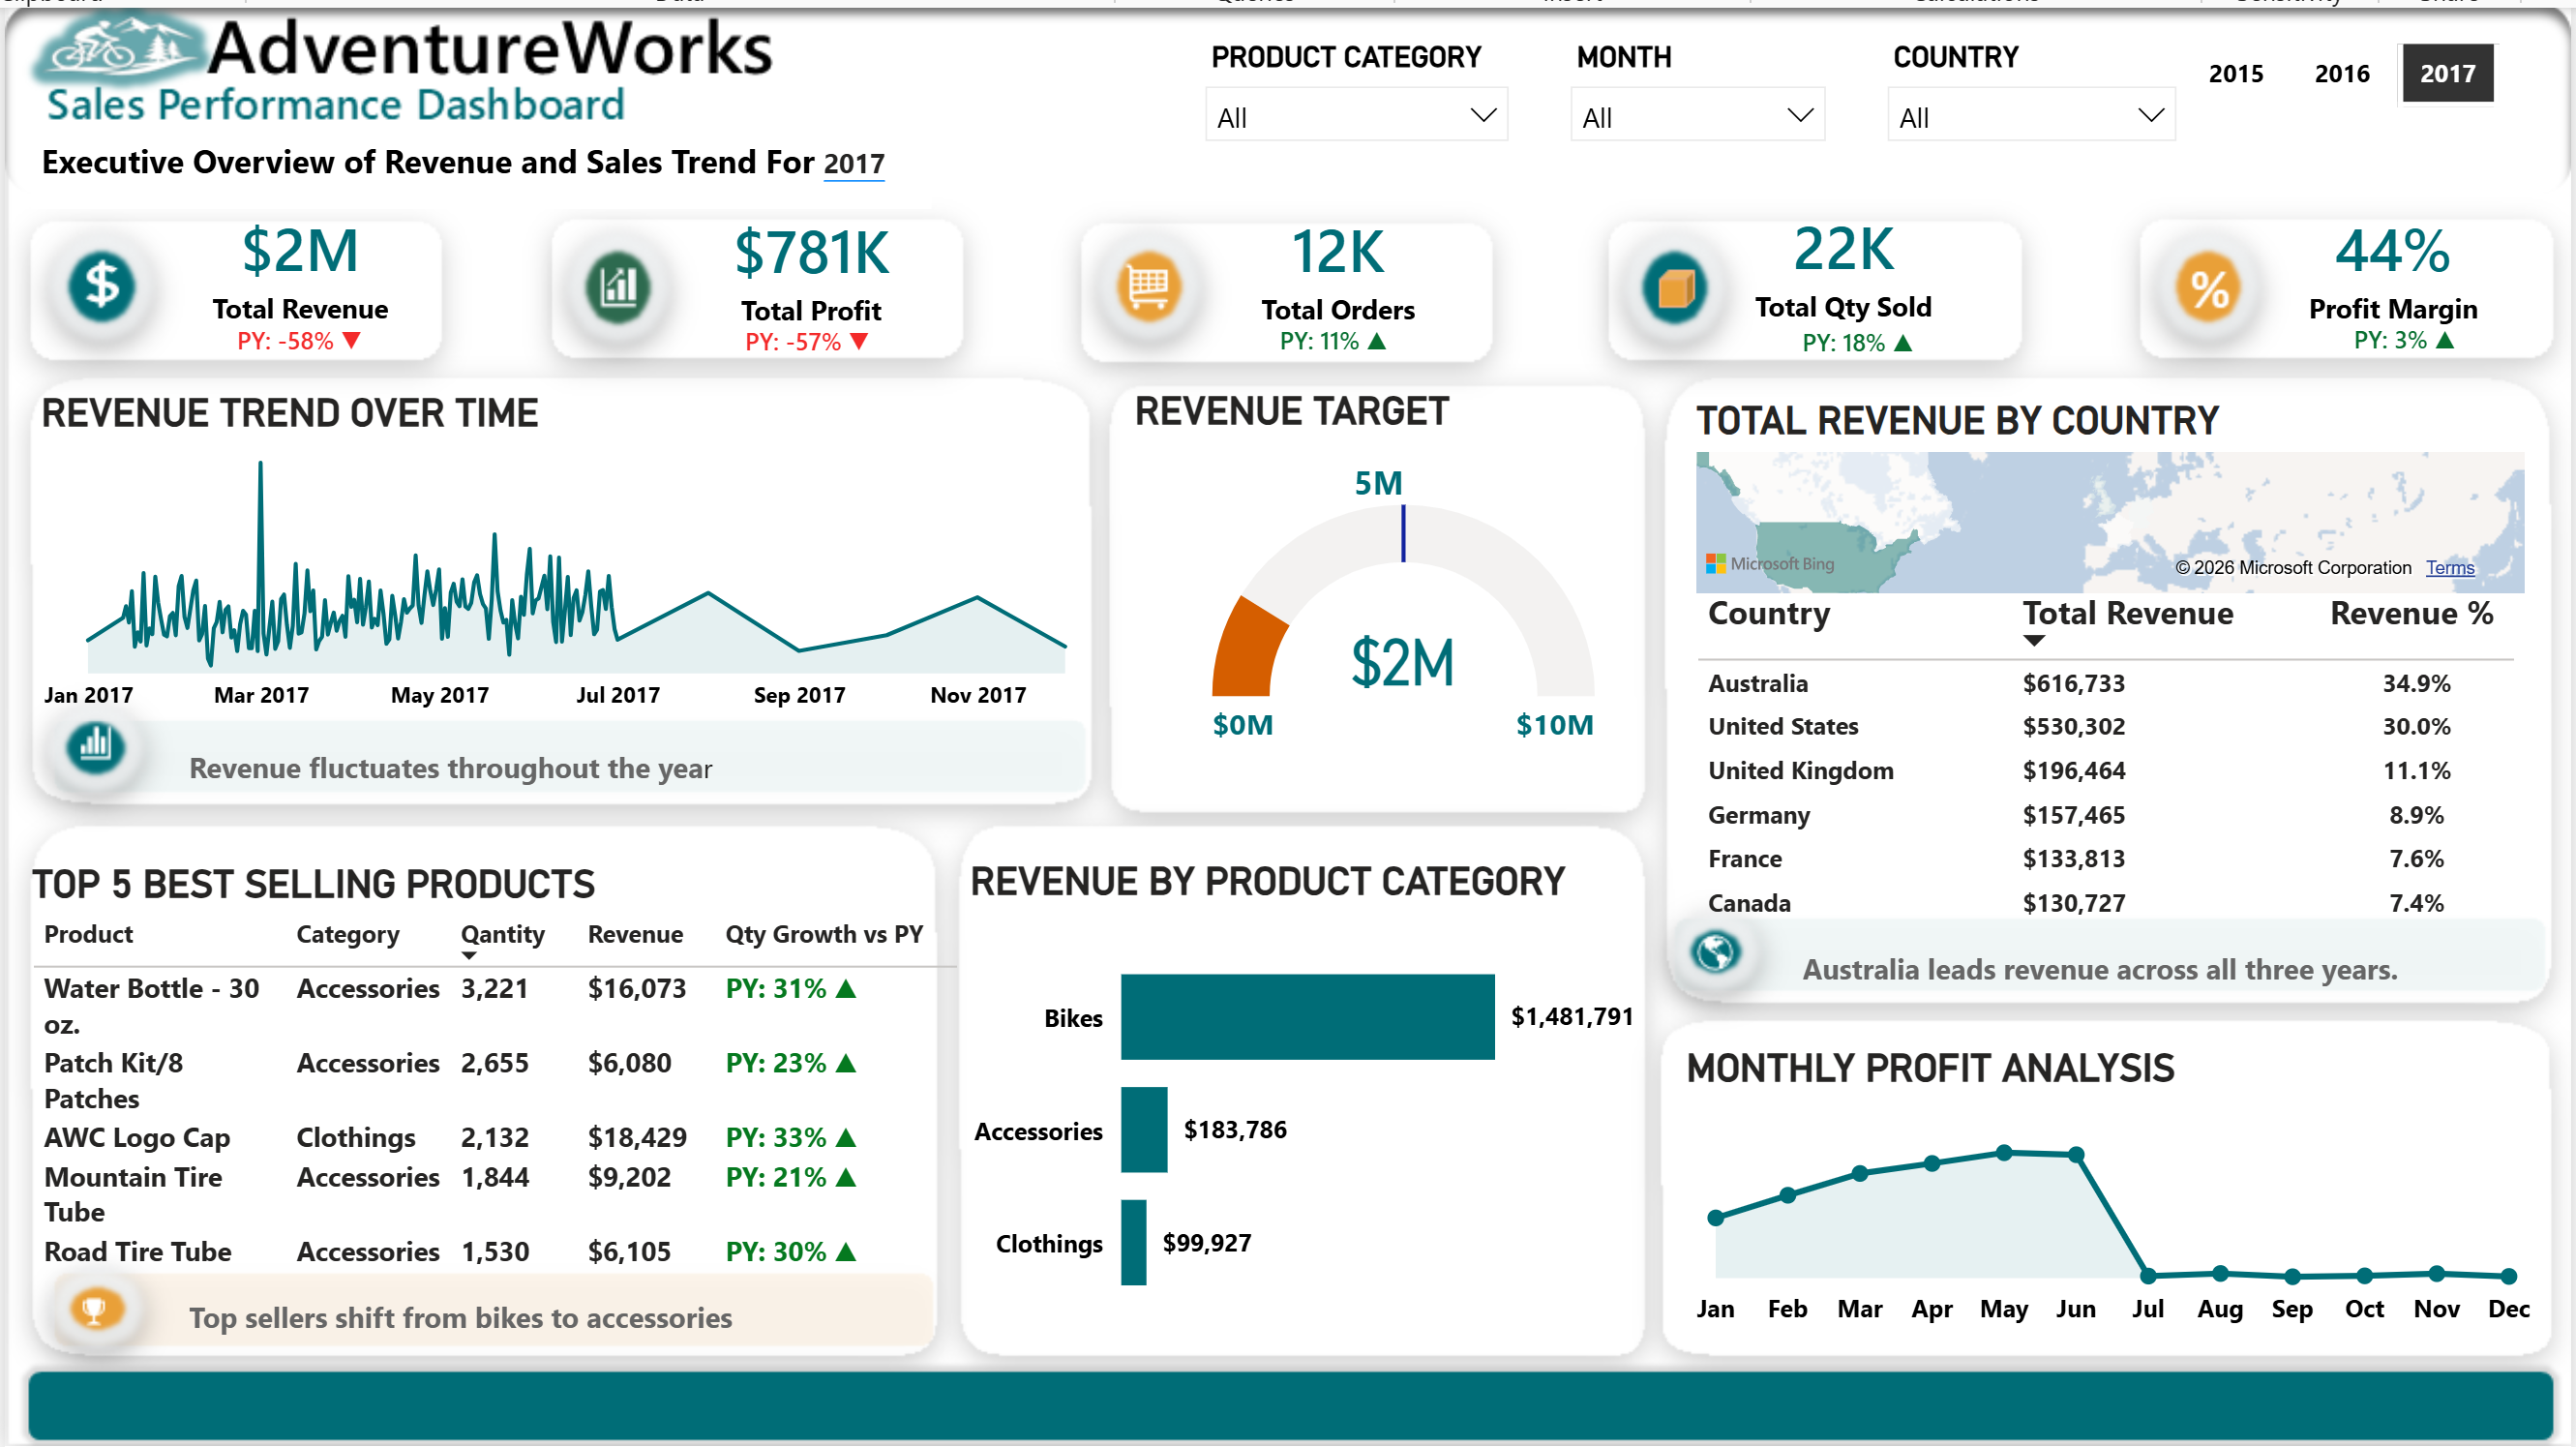 AdventureWorks
Sales Performance Dashboard
Executive Overview of Revenue and Sales Trend For 2017
PRODUCT CATEGORY
All
MONTH
All
COUNTRY
All
2015 2016 2017
$2M
Total Revenue
PY: -58% ▼
$781K
Total Profit
PY: -57% ▼
12K
Total Orders
PY: 11% ▲
22K
Total Qty Sold
PY: 18% ▲
44%
Profit Margin
PY: 3% ▲
REVENUE TREND OVER TIME
Jan 2017 Mar 2017 May 2017 Jul 2017 Sep 2017 Nov 2017
Revenue fluctuates throughout the year
REVENUE TARGET
5M
$2M
$0M $10M
TOTAL REVENUE BY COUNTRY
Microsoft Bing
© 2026 Microsoft Corporation Terms
Country Total Revenue Revenue %
Australia $616,733 34.9%
United States $530,302 30.0%
United Kingdom $196,464 11.1%
Germany $157,465 8.9%
France $133,813 7.6%
Canada $130,727 7.4%
Australia leads revenue across all three years.
TOP 5 BEST SELLING PRODUCTS
Product Category Qantity Revenue Qty Growth vs PY
Water Bottle - 30 Accessories 3,221 $16,073 PY: 31% ▲
oz.
Patch Kit/8 Accessories 2,655 $6,080 PY: 23% ▲
Patches
AWC Logo Cap Clothings 2,132 $18,429 PY: 33% ▲
Mountain Tire Accessories 1,844 $9,202 PY: 21% ▲
Tube
Road Tire Tube Accessories 1,530 $6,105 PY: 30% ▲
Top sellers shift from bikes to accessories
REVENUE BY PRODUCT CATEGORY
Bikes $1,481,791
Accessories $183,786
Clothings $99,927
MONTHLY PROFIT ANALYSIS
Jan Feb Mar Apr May Jun Jul Aug Sep Oct Nov Dec